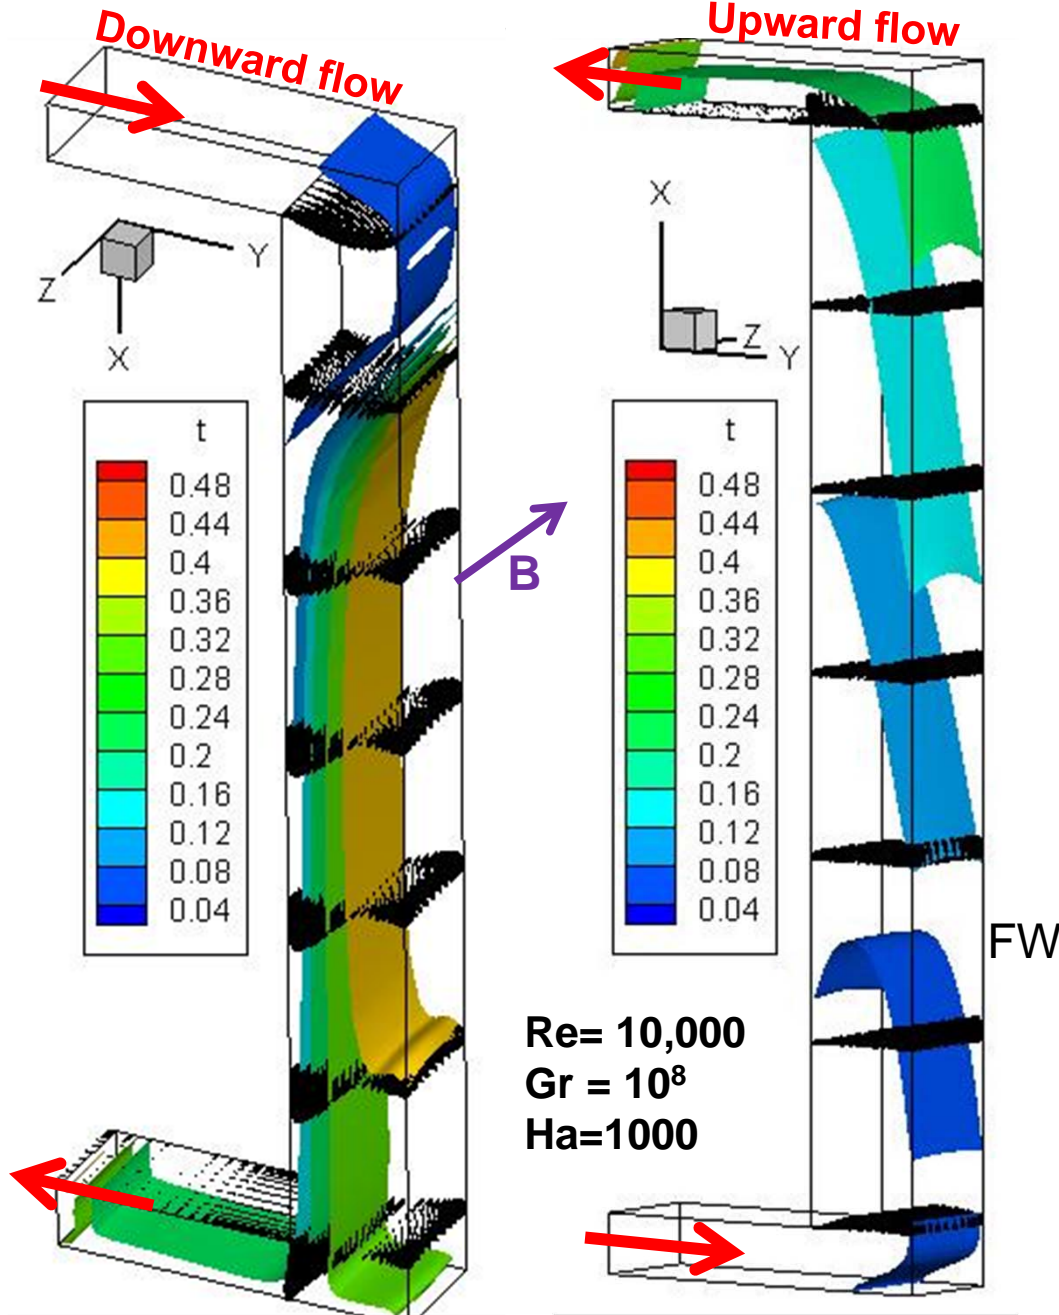 Downward flow
Upward flow
Z
Y
X
X
Z
Y
t
0.48
0.44
0.4
0.36
0.32
0.28
0.24
0.2
0.16
0.12
0.08
0.04
B
t
0.48
0.44
0.4
0.36
0.32
0.28
0.24
0.2
0.16
0.12
0.08
0.04
FW
Re= 10,000
Gr = 10⁸
Ha=1000